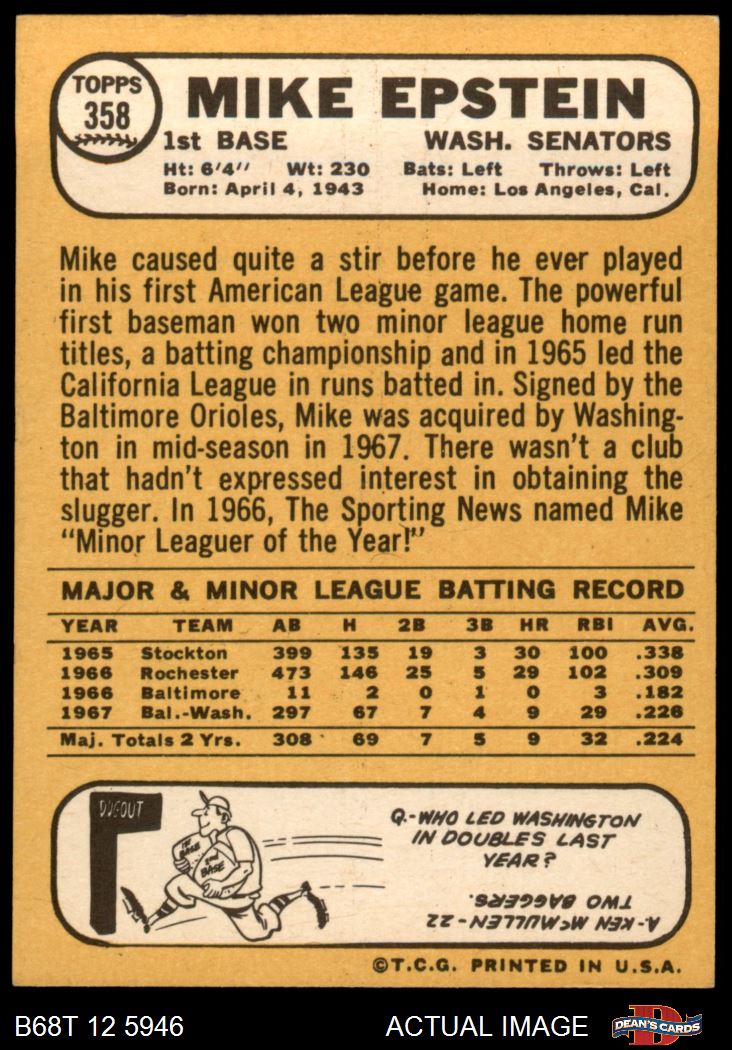 TOPPS
358
MIKE EPSTEIN
1st BASE WASH. SENATORS
Ht: 6'4" Wt: 230 Bats: Left Throws: Left
Born: April 4, 1943 Home: Los Angeles, Cal.
Mike caused quite a stir before he ever played
in his first American League game. The powerful
first baseman won two minor league home run
titles, a batting championship and in 1965 led the
California League in runs batted in. Signed by the
Baltimore Orioles, Mike was acquired by Washing-
ton in mid-season in 1967. There wasn't a club
that hadn't expressed interest in obtaining the
slugger. In 1966, The Sporting News named Mike
"Minor Leaguer of the Year!"
MAJOR & MINOR LEAGUE BATTING RECORD
YEAR TEAM AB H 2B 3B HR RBI AVG.
1965 Stockton 399 135 19 3 30 100 .338
1966 Rochester 473 146 25 5 29 102 .309
1966 Baltimore 11 2 0 1 0 3 .182
1967 Bal.-Wash. 297 67 7 4 9 29 .226
Maj. Totals 2 Yrs. 308 69 7 5 9 32 .224
DUGOUT
1st BASE
2nd BASE
Q.-WHO LED WASHINGTON
IN DOUBLES LAST
YEAR?
A-KEN McMULLEN-22
TWO BAGGERS.
©T.C.G. PRINTED IN U.S.A.
B68T 12 5946 ACTUAL IMAGE DEAN'S CARDS